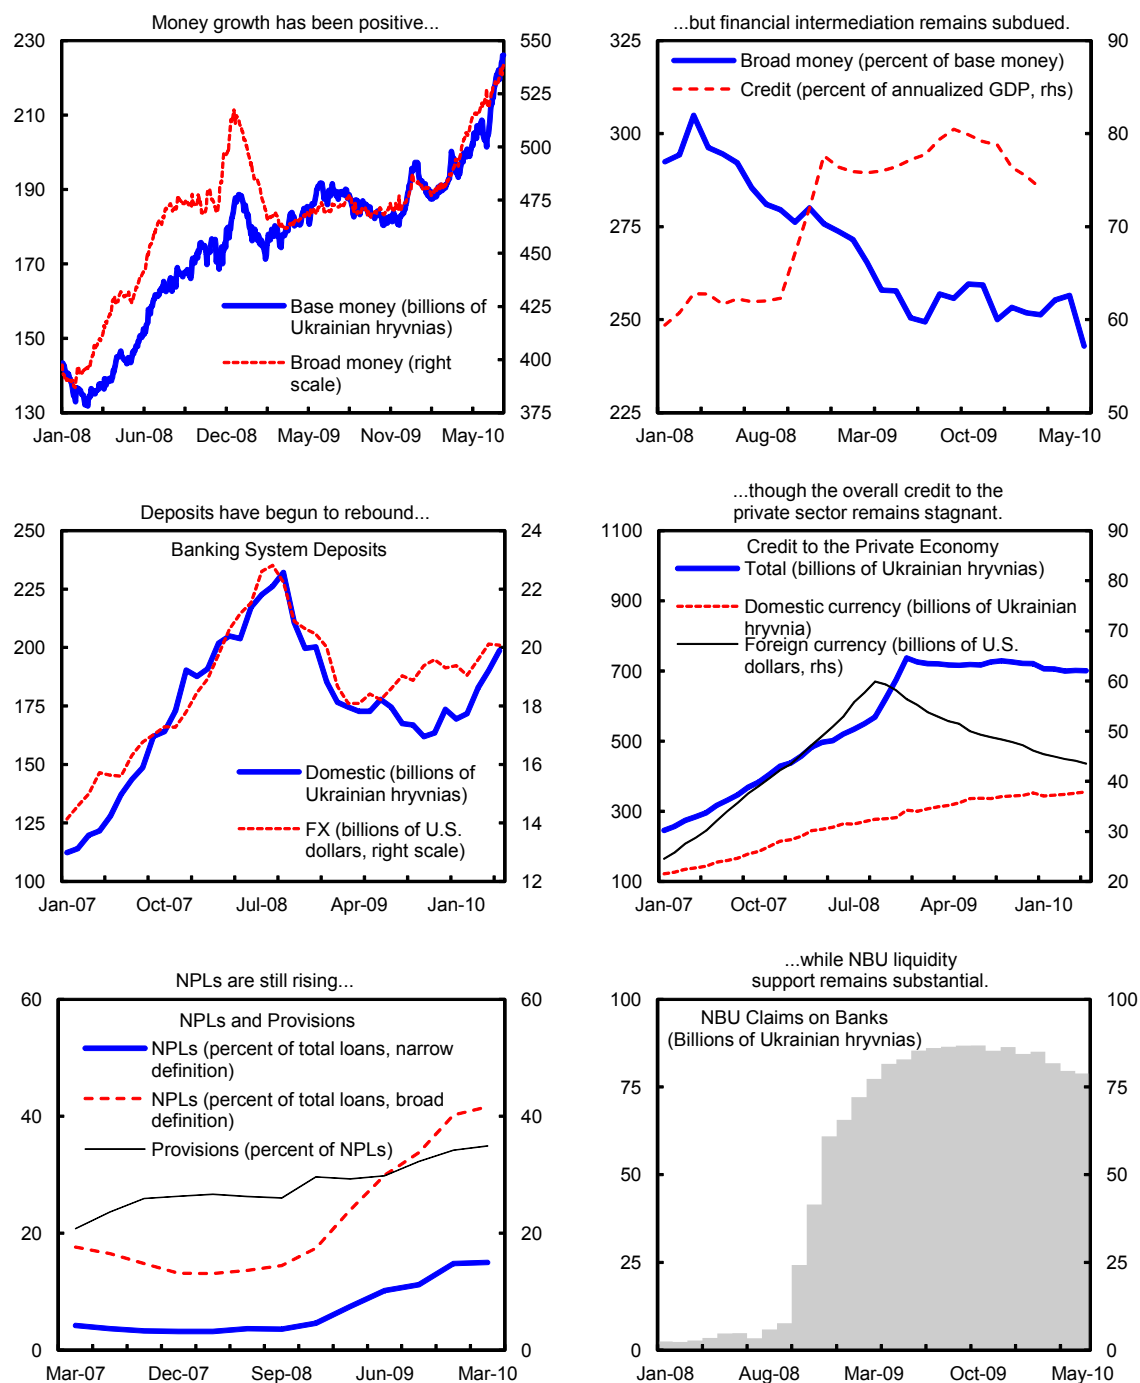 Money growth has been positive...
230
210
190
170
150
130
550
525
500
475
450
425
400
375
Base money (billions of
Ukrainian hryvnias)
Broad money (right
scale)
Jan-08 Jun-08 Dec-08 May-09 Nov-09 May-10
...but financial intermediation remains subdued.
325
300
275
250
225
90
80
70
60
50
Broad money (percent of base money)
Credit (percent of annualized GDP, rhs)
Jan-08 Aug-08 Mar-09 Oct-09 May-10
Deposits have begun to rebound...
Banking System Deposits
250
225
200
175
150
125
100
24
22
20
18
16
14
12
Domestic (billions of
Ukrainian hryvnias)
FX (billions of U.S.
dollars, right scale)
Jan-07 Oct-07 Jul-08 Apr-09 Jan-10
...though the overall credit to the
private sector remains stagnant.
1100
900
700
500
300
100
90
80
70
60
50
40
30
20
Credit to the Private Economy
Total (billions of Ukrainian hryvnias)
Domestic currency (billions of Ukrainian
hryvnia)
Foreign currency (billions of U.S.
dollars, rhs)
Jan-07 Oct-07 Jul-08 Apr-09 Jan-10
NPLs are still rising...
60
40
20
0
60
40
20
0
NPLs and Provisions
NPLs (percent of total loans, narrow
definition)
NPLs (percent of total loans, broad
definition)
Provisions (percent of NPLs)
Mar-07 Dec-07 Sep-08 Jun-09 Mar-10
...while NBU liquidity
support remains substantial.
100
75
50
25
0
100
75
50
25
0
NBU Claims on Banks
(Billions of Ukrainian hryvnias)
Jan-08 Aug-08 Mar-09 Oct-09 May-10